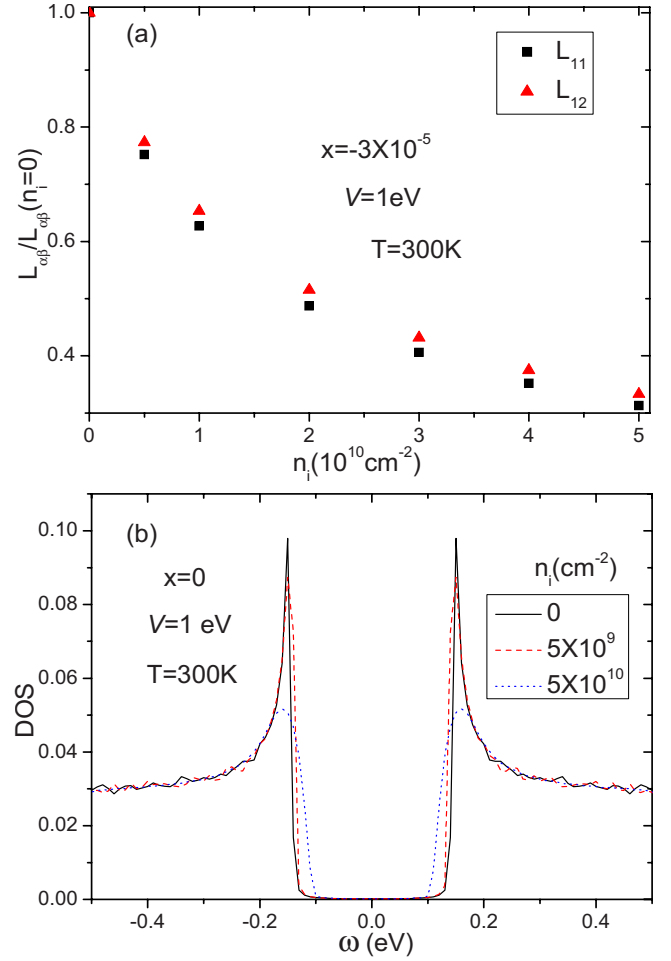 (a)
L₁₁
L₁₂
x=-3X10⁻⁵
V=1eV
T=300K
1.0
0.8
0.6
0.4
L_αβ/L_αβ(nᵢ=0)
0 1 2 3 4 5
nᵢ(10¹⁰cm⁻²)
(b)
x=0
V=1 eV
T=300K
nᵢ(cm⁻²)
0
5X10⁹
5X10¹⁰
0.10
0.08
0.06
0.04
0.02
0.00
DOS
-0.4 -0.2 0.0 0.2 0.4
ω (eV)